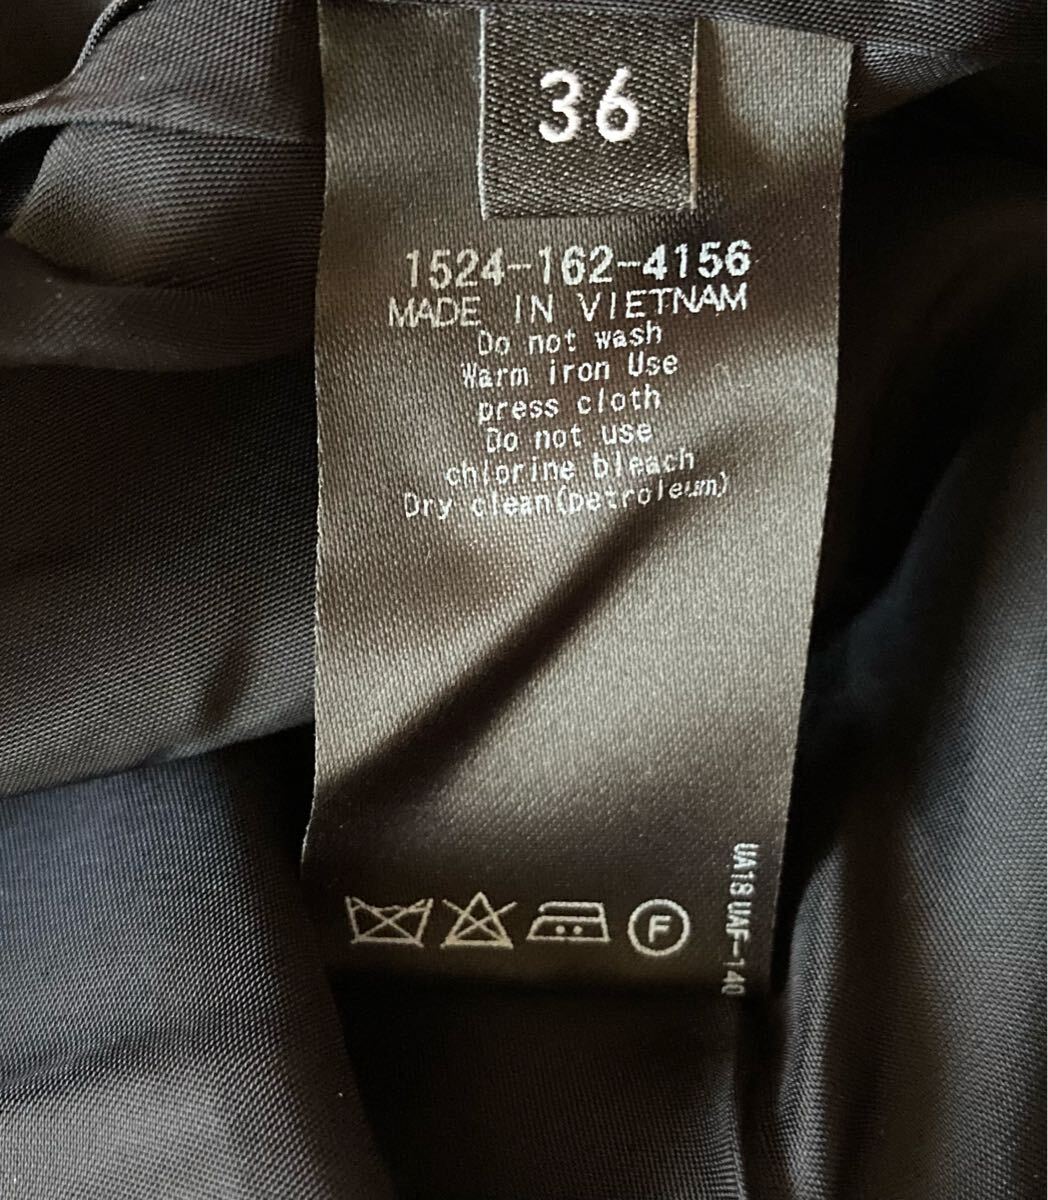 36
1524-162-4156
MADE IN VIETNAM
Do not wash
Warm iron Use
press cloth
Do not use
chlorine bleach
Dry clean(petroleum)
F
UA18 UAF-140